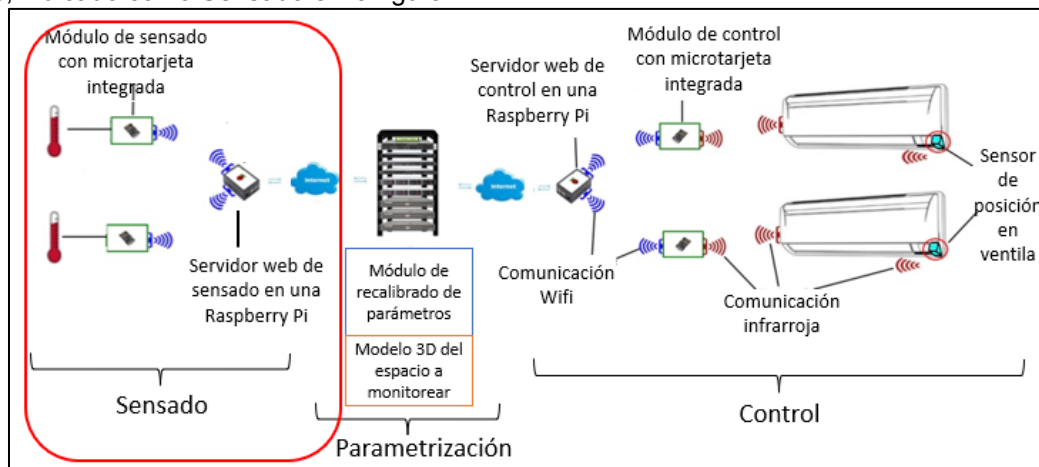 Módulo de sensado
con microtarjeta
integrada
Servidor web de
sensado en una
Raspberry Pi
Sensado
Internet
Módulo de
recalibrado de
parámetros
Modelo 3D del
espacio a
monitorear
Parametrización
Internet
Servidor web de
control en una
Raspberry Pi
Comunicación
Wifi
Módulo de control
con microtarjeta
integrada
Comunicación
infrarroja
Sensor
de
posición
en
ventila
Control